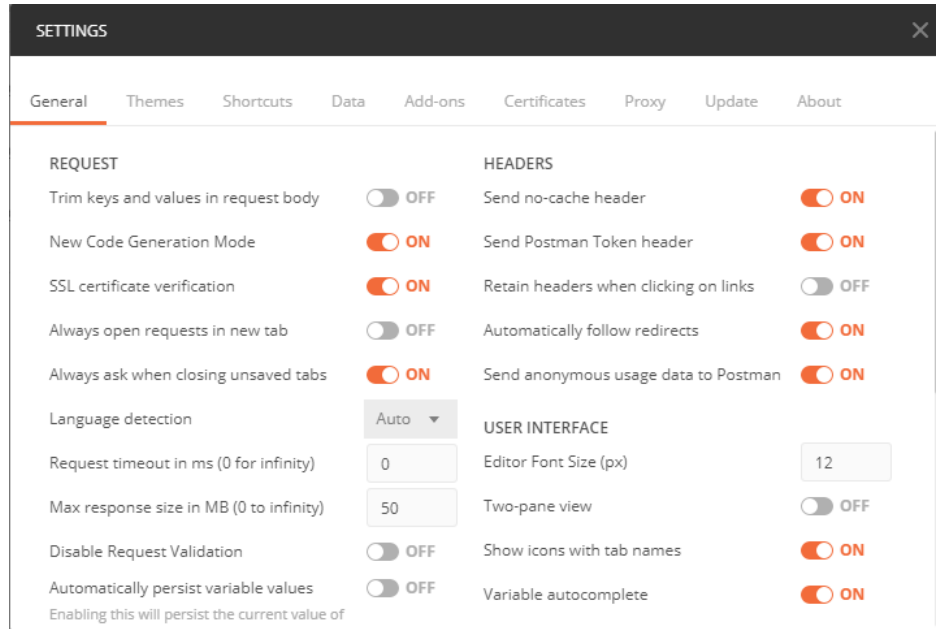 SETTINGS
General Themes Shortcuts Data Add-ons Certificates Proxy Update About
REQUEST
Trim keys and values in request body OFF
New Code Generation Mode ON
SSL certificate verification ON
Always open requests in new tab OFF
Always ask when closing unsaved tabs ON
Language detection Auto
Request timeout in ms (0 for infinity) 0
Max response size in MB (0 to infinity) 50
Disable Request Validation OFF
Automatically persist variable values OFF
Enabling this will persist the current value of
HEADERS
Send no-cache header ON
Send Postman Token header ON
Retain headers when clicking on links OFF
Automatically follow redirects ON
Send anonymous usage data to Postman ON
USER INTERFACE
Editor Font Size (px) 12
Two-pane view OFF
Show icons with tab names ON
Variable autocomplete ON